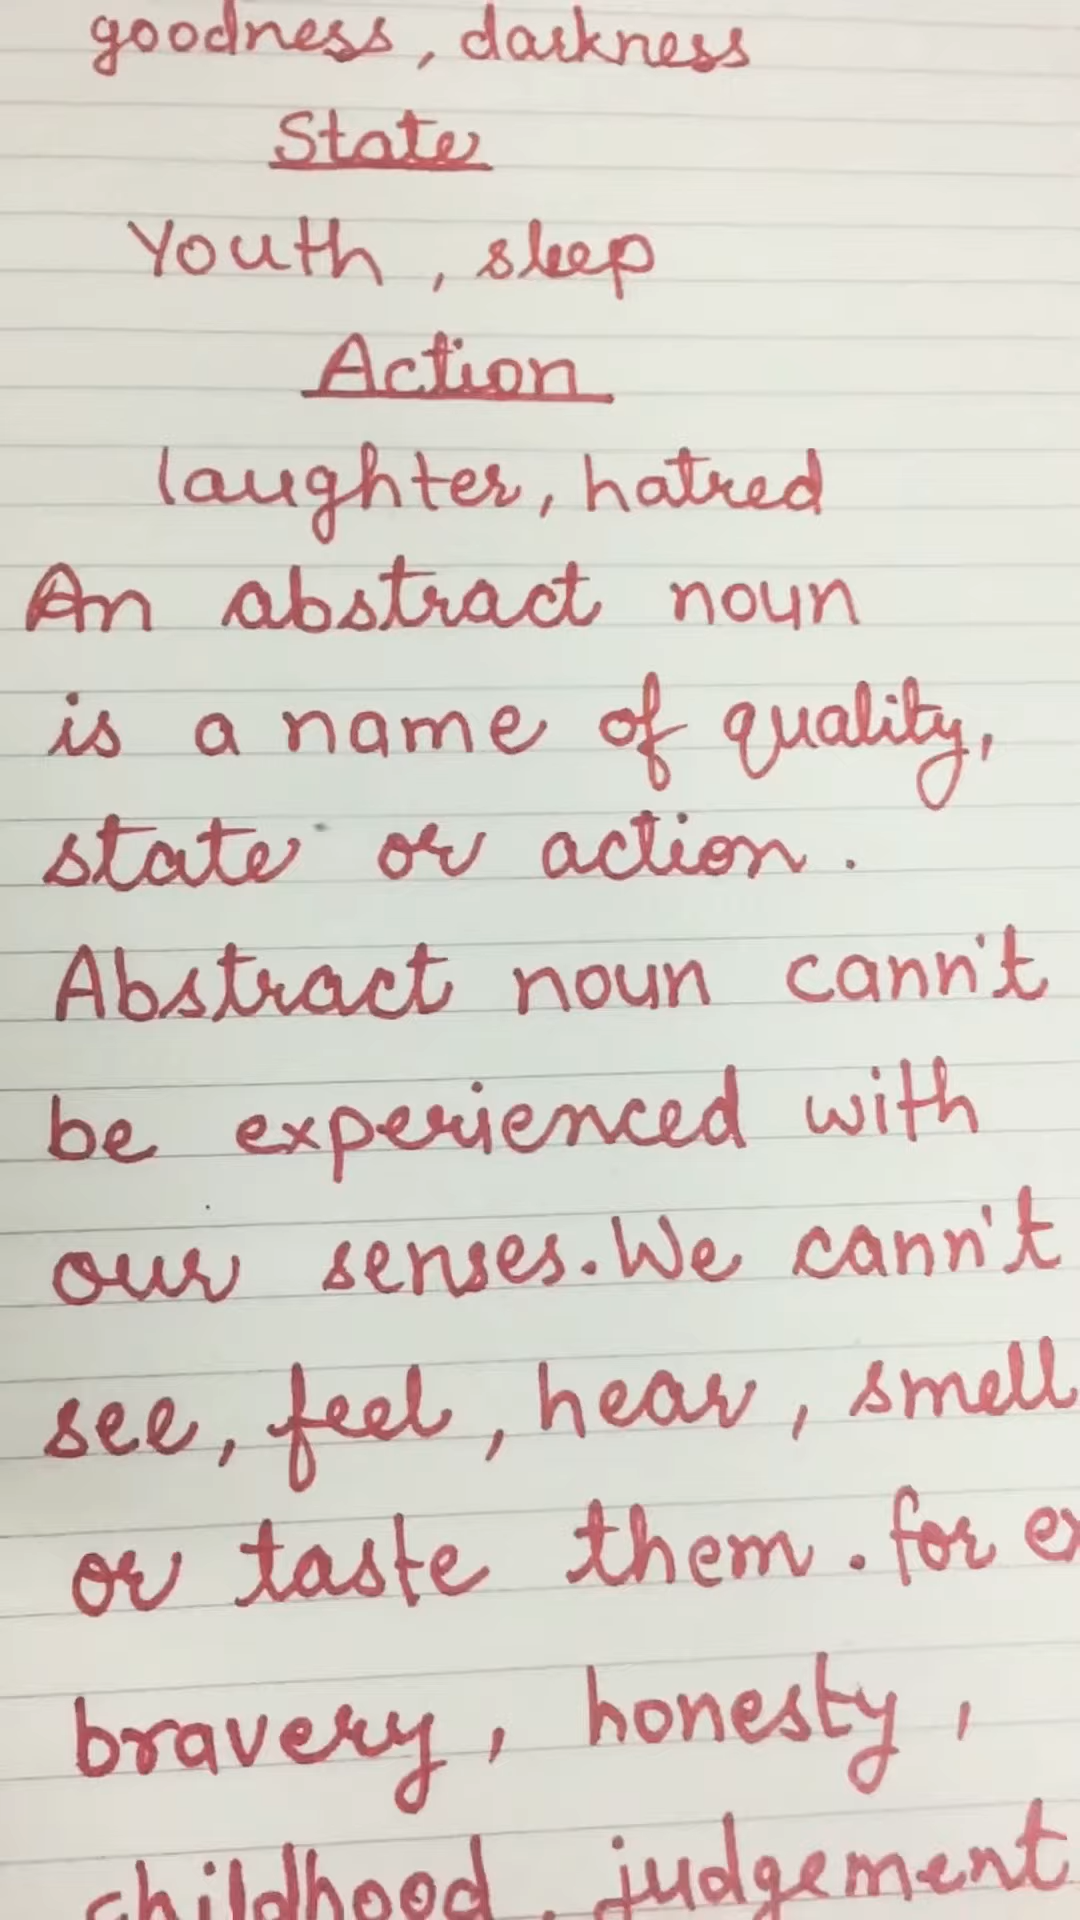 goodness, darkness
State
Youth, sleep
Action
laughter, hatred
An abstract noun
is a name of quality,
state or action.
Abstract noun cann't
be experienced with
our senses. We cann't
see, feel, hear, smell
or taste them. for ex
bravery, honesty,
childhood, judgement